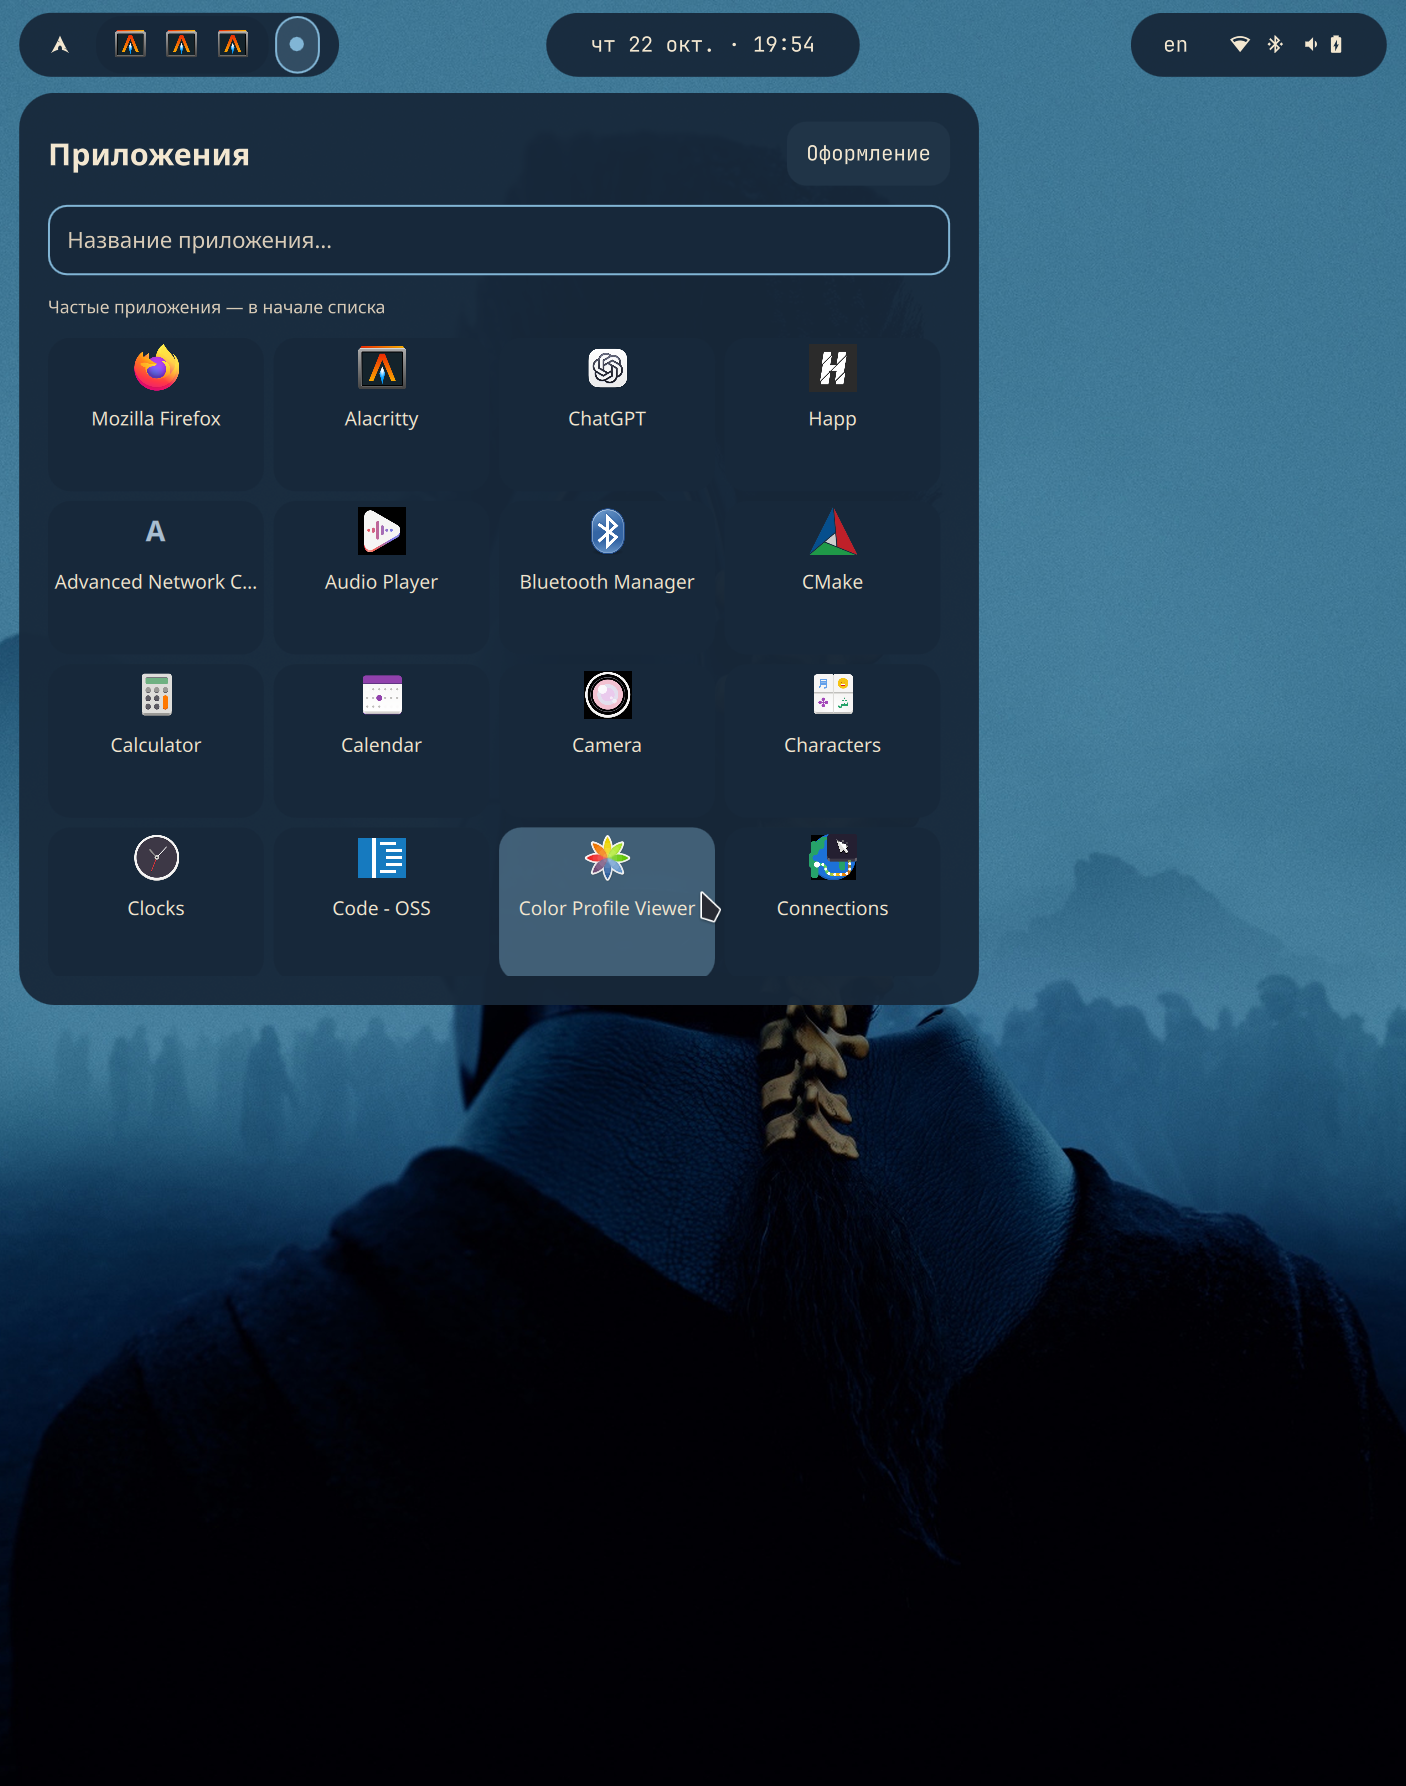 чт 22 окт. · 19:54
en
Приложения
Оформление
Название приложения...
Частые приложения — в начале списка
Mozilla Firefox
Alacritty
ChatGPT
Happ
A
Advanced Network C...
Audio Player
Bluetooth Manager
CMake
Calculator
Calendar
Camera
Characters
Clocks
Code - OSS
Color Profile Viewer
Connections